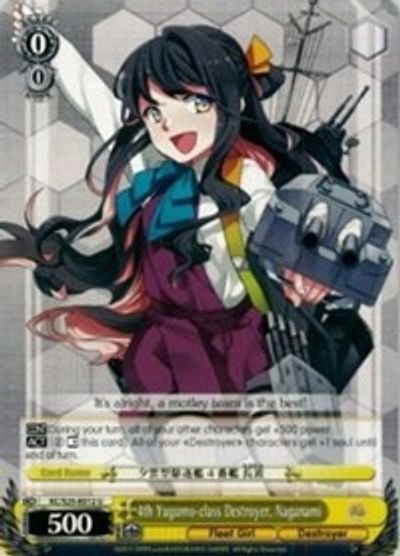 0
0
It's alright, a motley team is the best!
During your turn, all of your other characters get +500 power.
ACT this card] All of your «Destroyer» characters get +1 soul until
end of turn.
Card Name 夕雲型駆逐艦 4番艦 長波
4th Yugumo-class Destroyer, Naganami
500
Fleet Girl Destroyer